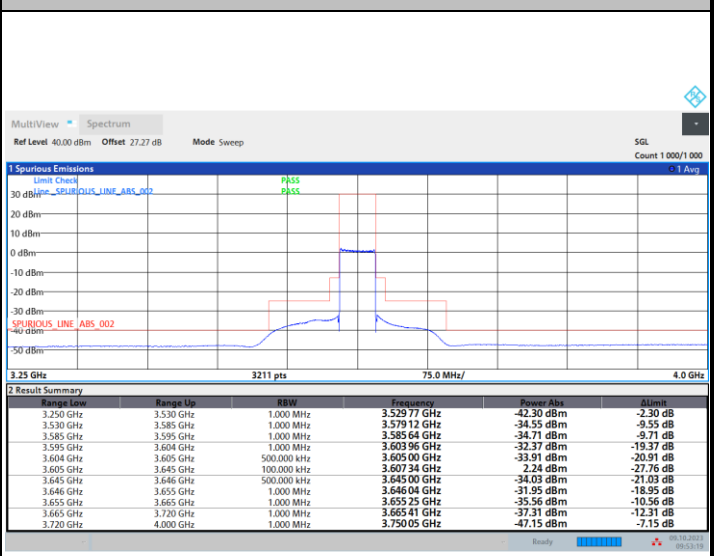 MultiView Spectrum
Ref Level 40.00 dBm Offset 27.27 dB Mode Sweep SGL
Count 1 000/1 000
1 Spurious Emissions 1 Avg
Limit Check PASS
Line _SPURIOUS_LINE_ABS_002 PASS
30 dBm
20 dBm
10 dBm
0 dBm
-10 dBm
-20 dBm
-30 dBm
SPURIOUS_LINE_ABS_002
-40 dBm
-50 dBm
3.25 GHz 3211 pts 75.0 MHz/ 4.0 GHz
2 Result Summary
Range Low Range Up RBW Frequency Power Abs ΔLimit
3.250 GHz 3.530 GHz 1.000 MHz 3.529 77 GHz -42.30 dBm -2.30 dB
3.530 GHz 3.585 GHz 1.000 MHz 3.579 12 GHz -34.55 dBm -9.55 dB
3.585 GHz 3.595 GHz 1.000 MHz 3.585 64 GHz -34.71 dBm -9.71 dB
3.595 GHz 3.604 GHz 1.000 MHz 3.603 96 GHz -32.37 dBm -19.37 dB
3.604 GHz 3.605 GHz 500.000 kHz 3.605 00 GHz -33.91 dBm -20.91 dB
3.605 GHz 3.645 GHz 100.000 kHz 3.607 34 GHz 2.24 dBm -27.76 dB
3.645 GHz 3.646 GHz 500.000 kHz 3.645 00 GHz -34.03 dBm -21.03 dB
3.646 GHz 3.655 GHz 1.000 MHz 3.646 04 GHz -31.95 dBm -18.95 dB
3.655 GHz 3.665 GHz 1.000 MHz 3.655 25 GHz -35.56 dBm -10.56 dB
3.665 GHz 3.720 GHz 1.000 MHz 3.665 41 GHz -37.31 dBm -12.31 dB
3.720 GHz 4.000 GHz 1.000 MHz 3.750 05 GHz -47.15 dBm -7.15 dB
Ready 09.10.2023
09:53:19